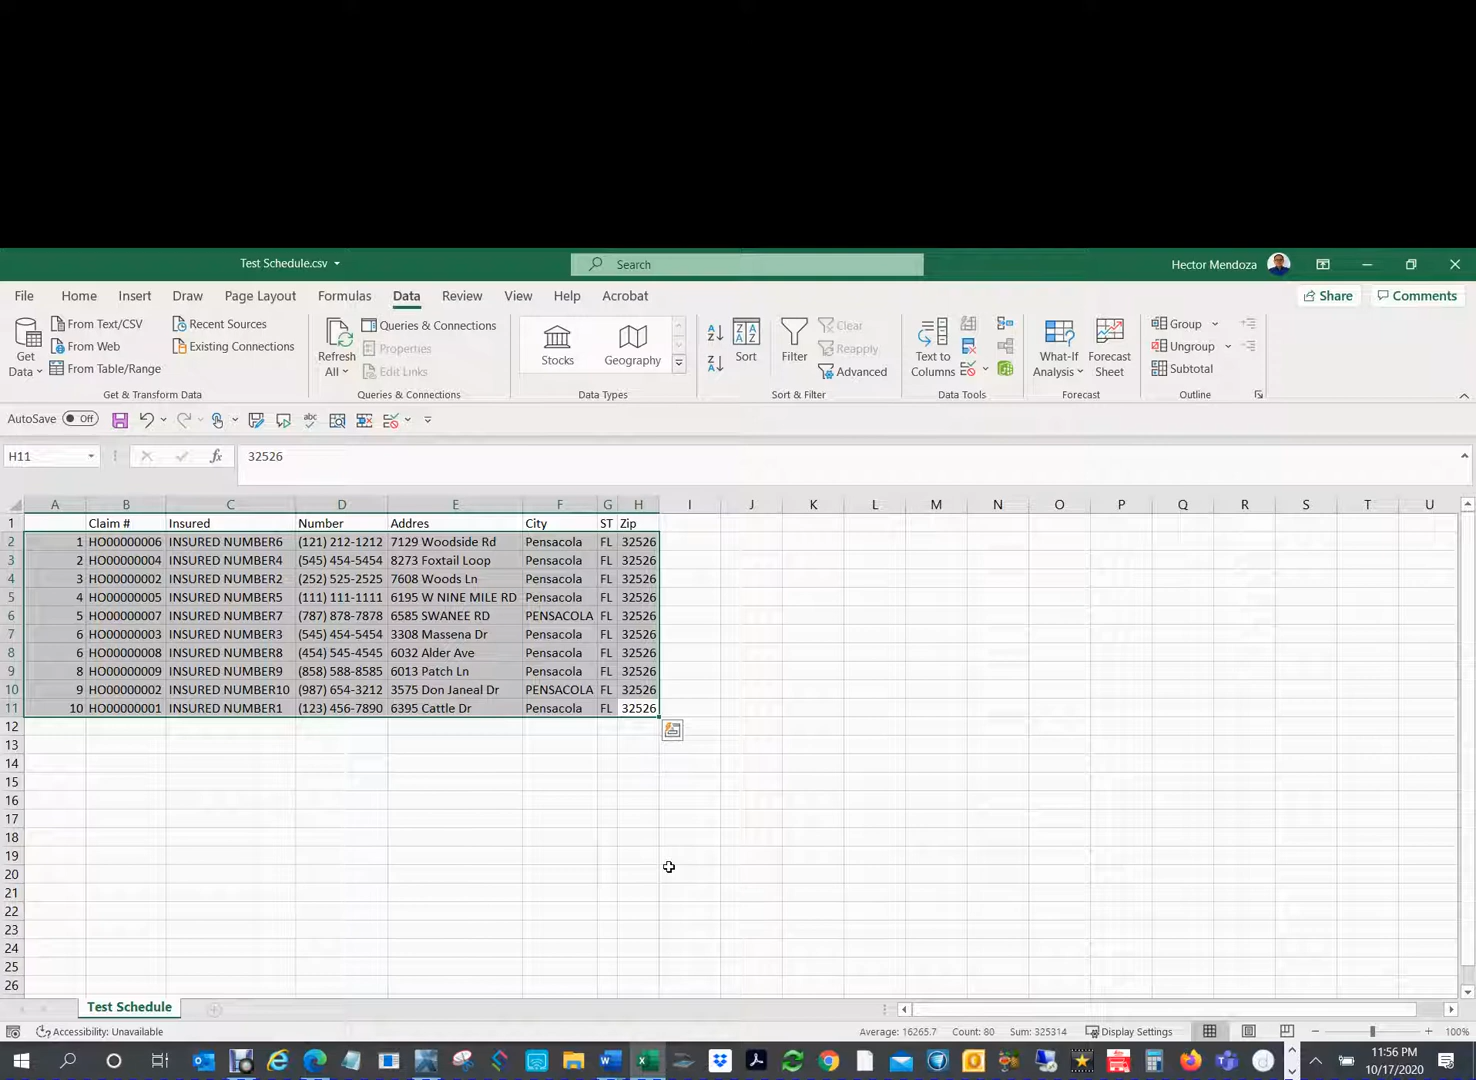 Test Schedule.csv
Search
Hector Mendoza
File Home Insert Draw Page Layout Formulas Data Review View Help Acrobat Share Comments
Get Data
From Text/CSV
From Web
From Table/Range
Recent Sources
Existing Connections
Get & Transform Data
Refresh All
Queries & Connections
Properties
Edit Links
Queries & Connections
Stocks
Geography
Data Types
Sort
Filter
Clear
Reapply
Advanced
Sort & Filter
Text to Columns
Data Tools
What-If Analysis
Forecast Sheet
Forecast
Group
Ungroup
Subtotal
Outline
AutoSave Off
H11 fx 32526
A B C D E F G H I J K L M N O P Q R S T U
1 Claim # Insured Number Addres City ST Zip
2 1 HO00000006 INSURED NUMBER6 (121) 212-1212 7129 Woodside Rd Pensacola FL 32526
3 2 HO00000004 INSURED NUMBER4 (545) 454-5454 8273 Foxtail Loop Pensacola FL 32526
4 3 HO00000002 INSURED NUMBER2 (252) 525-2525 7608 Woods Ln Pensacola FL 32526
5 4 HO00000005 INSURED NUMBER5 (111) 111-1111 6195 W NINE MILE RD Pensacola FL 32526
6 5 HO00000007 INSURED NUMBER7 (787) 878-7878 6585 SWANEE RD PENSACOLA FL 32526
7 6 HO00000003 INSURED NUMBER3 (545) 454-5454 3308 Massena Dr Pensacola FL 32526
8 6 HO00000008 INSURED NUMBER8 (454) 545-4545 6032 Alder Ave Pensacola FL 32526
9 8 HO00000009 INSURED NUMBER9 (858) 588-8585 6013 Patch Ln Pensacola FL 32526
10 9 HO00000002 INSURED NUMBER10 (987) 654-3212 3575 Don Janeal Dr PENSACOLA FL 32526
11 10 HO00000001 INSURED NUMBER1 (123) 456-7890 6395 Cattle Dr Pensacola FL 32526
12
13
14
15
16
17
18
19
20
21
22
23
24
25
26
Test Schedule
Accessibility: Unavailable Average: 16265.7 Count: 80 Sum: 325314 Display Settings 100%
11:56 PM
10/17/2020